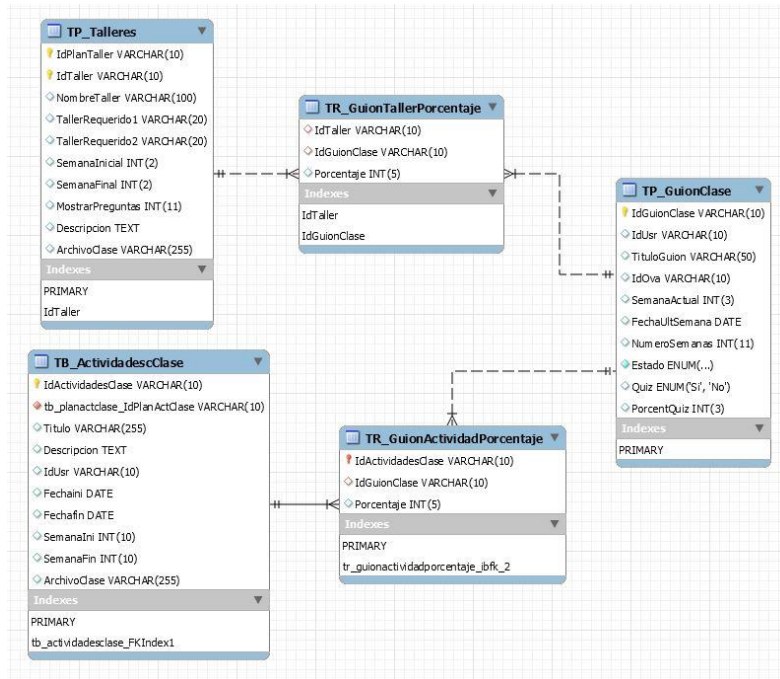 TP_Talleres
IdPlanTaller VARCHAR(10)
IdTaller VARCHAR(10)
NombreTaller VARCHAR(100)
TallerRequerido1 VARCHAR(20)
TallerRequerido2 VARCHAR(20)
SemanaInicial INT(2)
SemanaFinal INT(2)
MostrarPreguntas INT(11)
Descripcion TEXT
ArchivoClase VARCHAR(255)
Indexes
PRIMARY
IdTaller
TR_GuionTallerPorcentaje
IdTaller VARCHAR(10)
IdGuionClase VARCHAR(10)
Porcentaje INT(5)
Indexes
IdTaller
IdGuionClase
TP_GuionClase
IdGuionClase VARCHAR(10)
IdUsr VARCHAR(10)
TituloGuion VARCHAR(50)
IdOva VARCHAR(10)
SemanaActual INT(3)
FechaUltSemana DATE
NumeroSemanas INT(11)
Estado ENUM(...)
Quiz ENUM('Si', 'No')
PorcentQuiz INT(3)
Indexes
PRIMARY
TB_ActividadescClase
IdActividadesClase VARCHAR(10)
tb_planactclase_IdPlanActClase VARCHAR(10)
Titulo VARCHAR(255)
Descripcion TEXT
IdUsr VARCHAR(10)
Fechaini DATE
Fechafin DATE
SemanaIni INT(10)
SemanaFin INT(10)
ArchivoClase VARCHAR(255)
Indexes
PRIMARY
tb_actividadesclase_FKIndex1
TR_GuionActividadPorcentaje
IdActividadesClase VARCHAR(10)
IdGuionClase VARCHAR(10)
Porcentaje INT(5)
Indexes
PRIMARY
tr_guionactividadporcentaje_ibfk_2